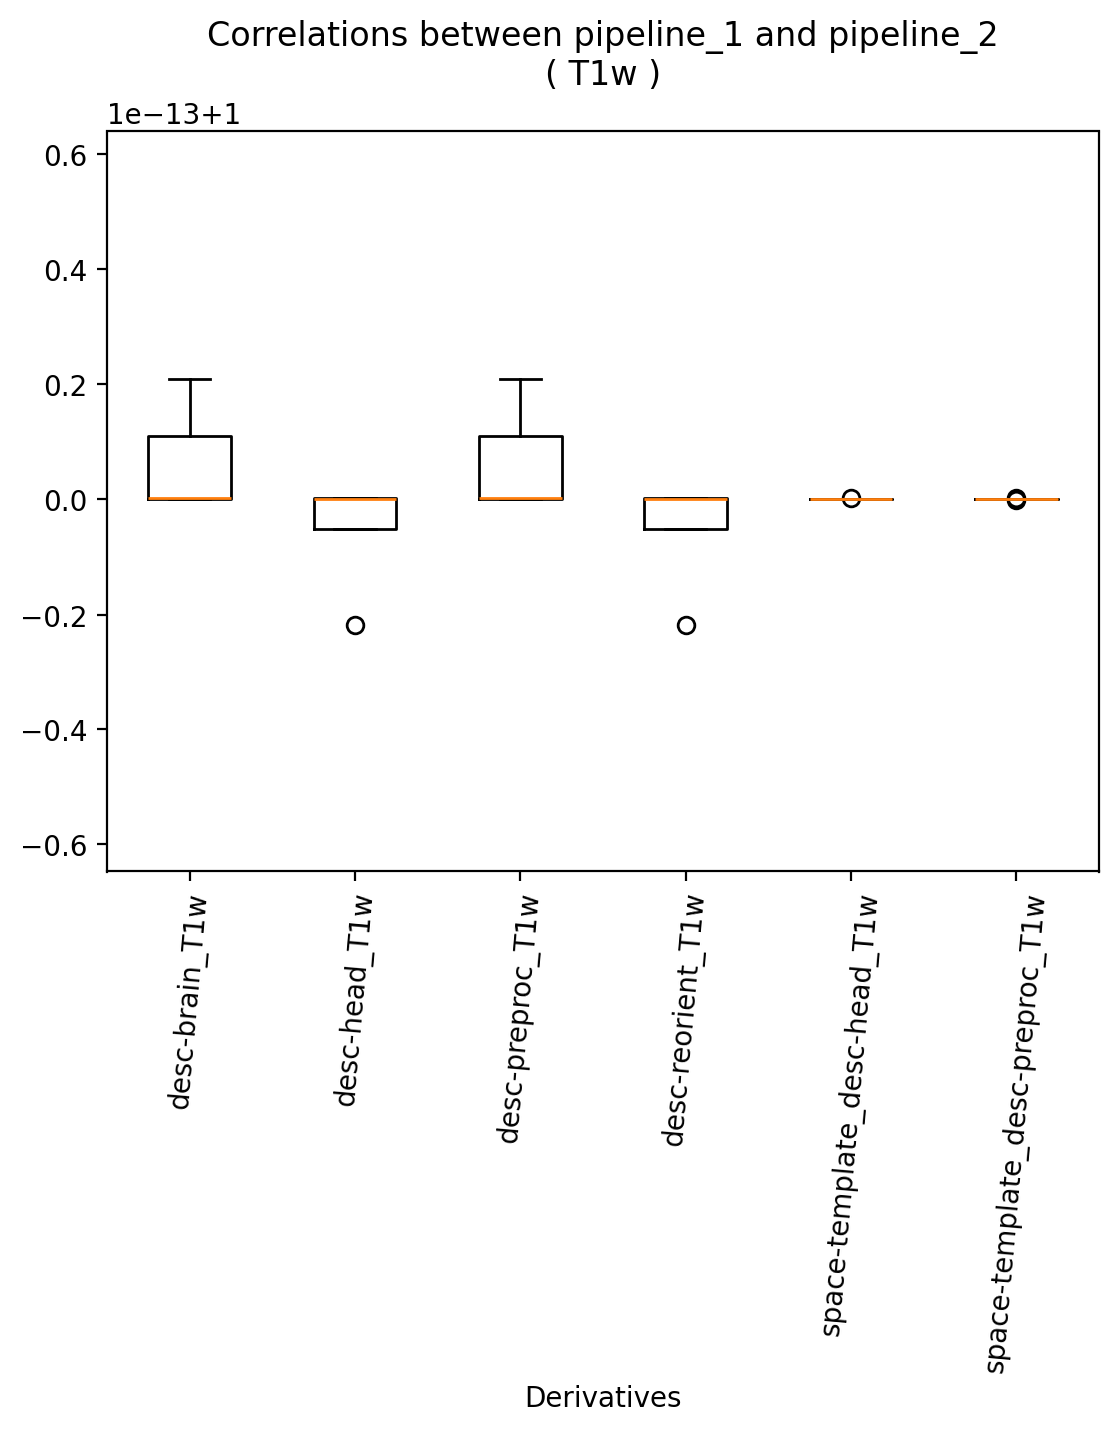 Correlations between pipeline_1 and pipeline_2
( T1w )
1e−13+1
0.6
0.4
0.2
0.0
−0.2
−0.4
−0.6
desc-brain_T1w
desc-head_T1w
desc-preproc_T1w
desc-reorient_T1w
space-template_desc-head_T1w
space-template_desc-preproc_T1w
Derivatives